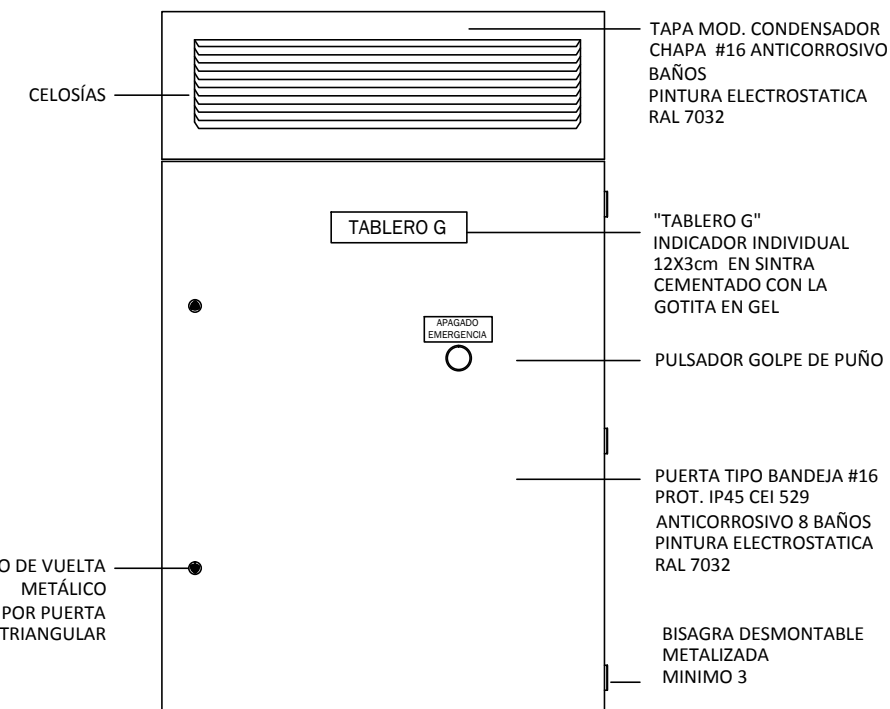 TAPA MOD. CONDENSADOR
CHAPA #16 ANTICORROSIVO
BAÑOS
PINTURA ELECTROSTATICA
RAL 7032
CELOSÍAS
TABLERO G
"TABLERO G"
INDICADOR INDIVIDUAL
12X3cm EN SINTRA
CEMENTADO CON LA
GOTITA EN GEL
APAGADO
EMERGENCIA
PULSADOR GOLPE DE PUÑO
PUERTA TIPO BANDEJA #16
PROT. IP45 CEI 529
ANTICORROSIVO 8 BAÑOS
PINTURA ELECTROSTATICA
RAL 7032
O DE VUELTA
METÁLICO
POR PUERTA
TRIANGULAR
BISAGRA DESMONTABLE
METALIZADA
MINIMO 3